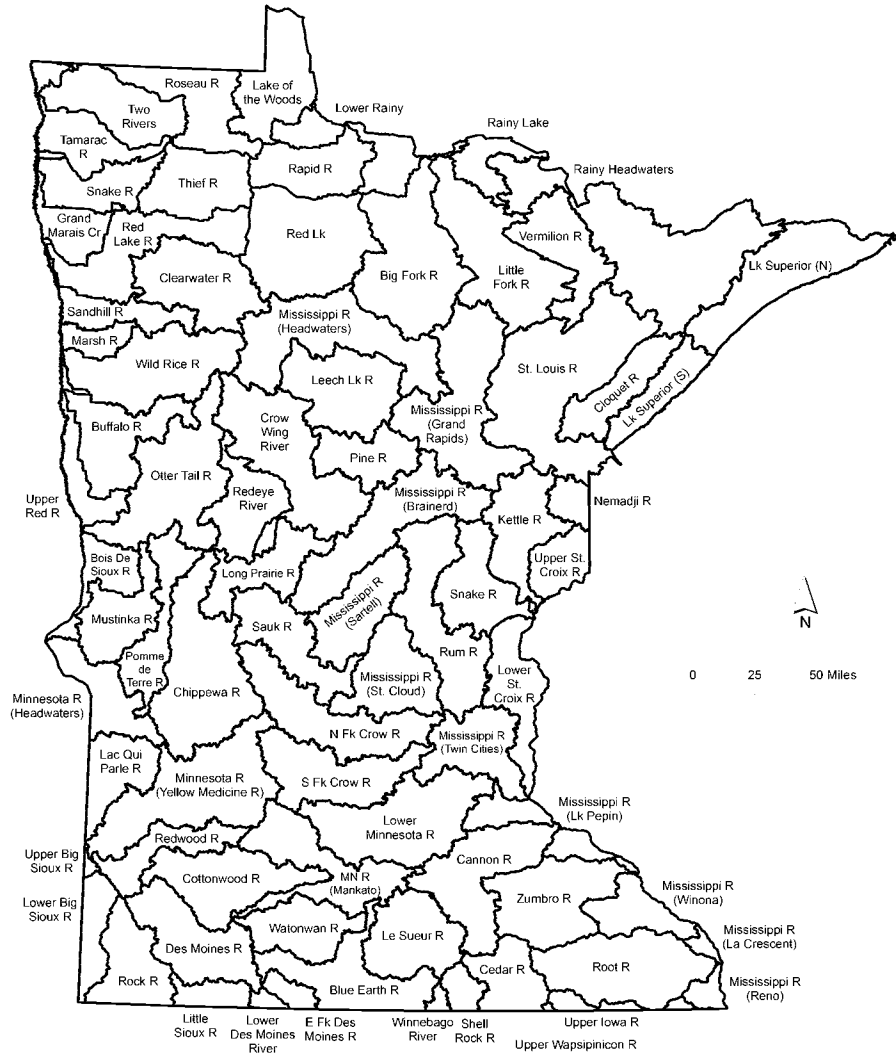 Roseau R
Lake of
the Woods
Two
Rivers
Lower Rainy
Rainy Lake
Tamarac
R
Rapid R
Rainy Headwaters
Snake R
Thief R
Grand
Marais Cr
Red
Lake R
Red Lk
Vermilion R
Clearwater R
Big Fork R
Little
Fork R
Lk Superior (N)
Sandhill R
Mississippi R
(Headwaters)
Marsh R
Wild Rice R
Leech Lk R
St. Louis R
Cloquet R
Lk Superior (S)
Mississippi R
(Grand
Rapids)
Buffalo R
Crow
Wing
River
Pine R
Otter Tail R
Upper
Red R
Redeye
River
Mississippi R
(Brainerd)
Kettle R
Nemadji R
Bois De
Sioux R
Long Prairie R
Upper St.
Croix R
Mississippi R
(Sartell)
Snake R
Mustinka R
Sauk R
N
Pomme
de
Terre R
Rum R
Mississippi R
(St. Cloud)
Lower
St.
Croix R
0 25 50 Miles
Minnesota R
(Headwaters)
Chippewa R
N Fk Crow R
Mississippi R
(Twin Cities)
Lac Qui
Parle R
Minnesota R
(Yellow Medicine R)
S Fk Crow R
Mississippi R
(Lk Pepin)
Lower
Minnesota R
Redwood R
Upper Big
Sioux R
Cannon R
Cottonwood R
MN R
(Mankato)
Mississippi R
(Winona)
Lower Big
Sioux R
Zumbro R
Watonwan R
Le Sueur R
Mississippi R
(La Crescent)
Des Moines R
Rock R
Cedar R
Root R
Blue Earth R
Mississippi R
(Reno)
Little
Sioux R
Lower
Des Moines
River
E Fk Des
Moines R
Winnebago
River
Shell
Rock R
Upper Iowa R
Upper Wapsipinicon R